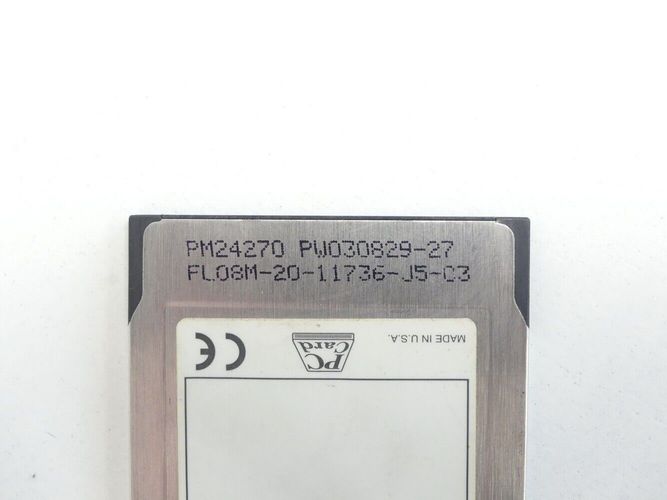 PM24270 PW030829-27
FL08M-20-11736-J5-C3
CE
PC
Card
MADE IN U.S.A.